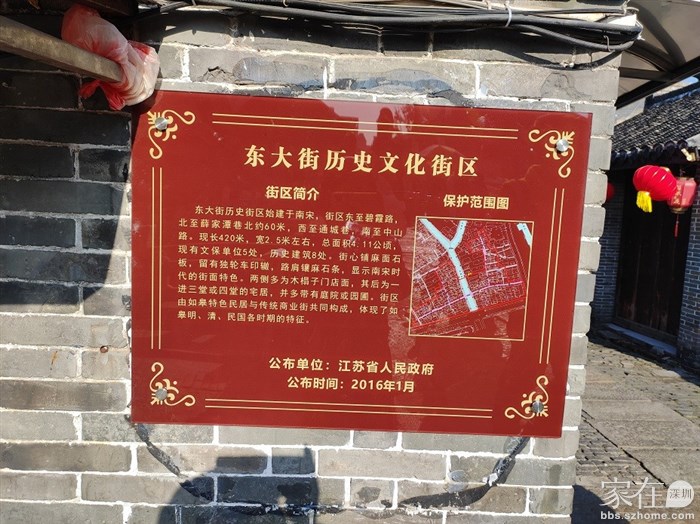 东大街历史文化街区
街区简介
保护范围图
东大街历史街区始建于南宋，街区东至碧霞路，
北至薛家潭巷北约60米，西至通城巷，南至中山
路。现长420米，宽2.5米左右，总面积4.11公顷，
现有文保单位5处，历史建筑8处。街心铺麻面石
板，留有独轮车印辙，路肩镶麻石条，显示南宋时
代的街面特色。两侧多为木榻子门店面，其后为一
进三堂或四堂的宅居，并多带有庭院或园圃。街区
由如皋特色民居与传统商业街共同构成，体现了如
皋明、清、民国各时期的特征。
公布单位：江苏省人民政府
公布时间：2016年1月
家在深圳
bbs.szhome.com